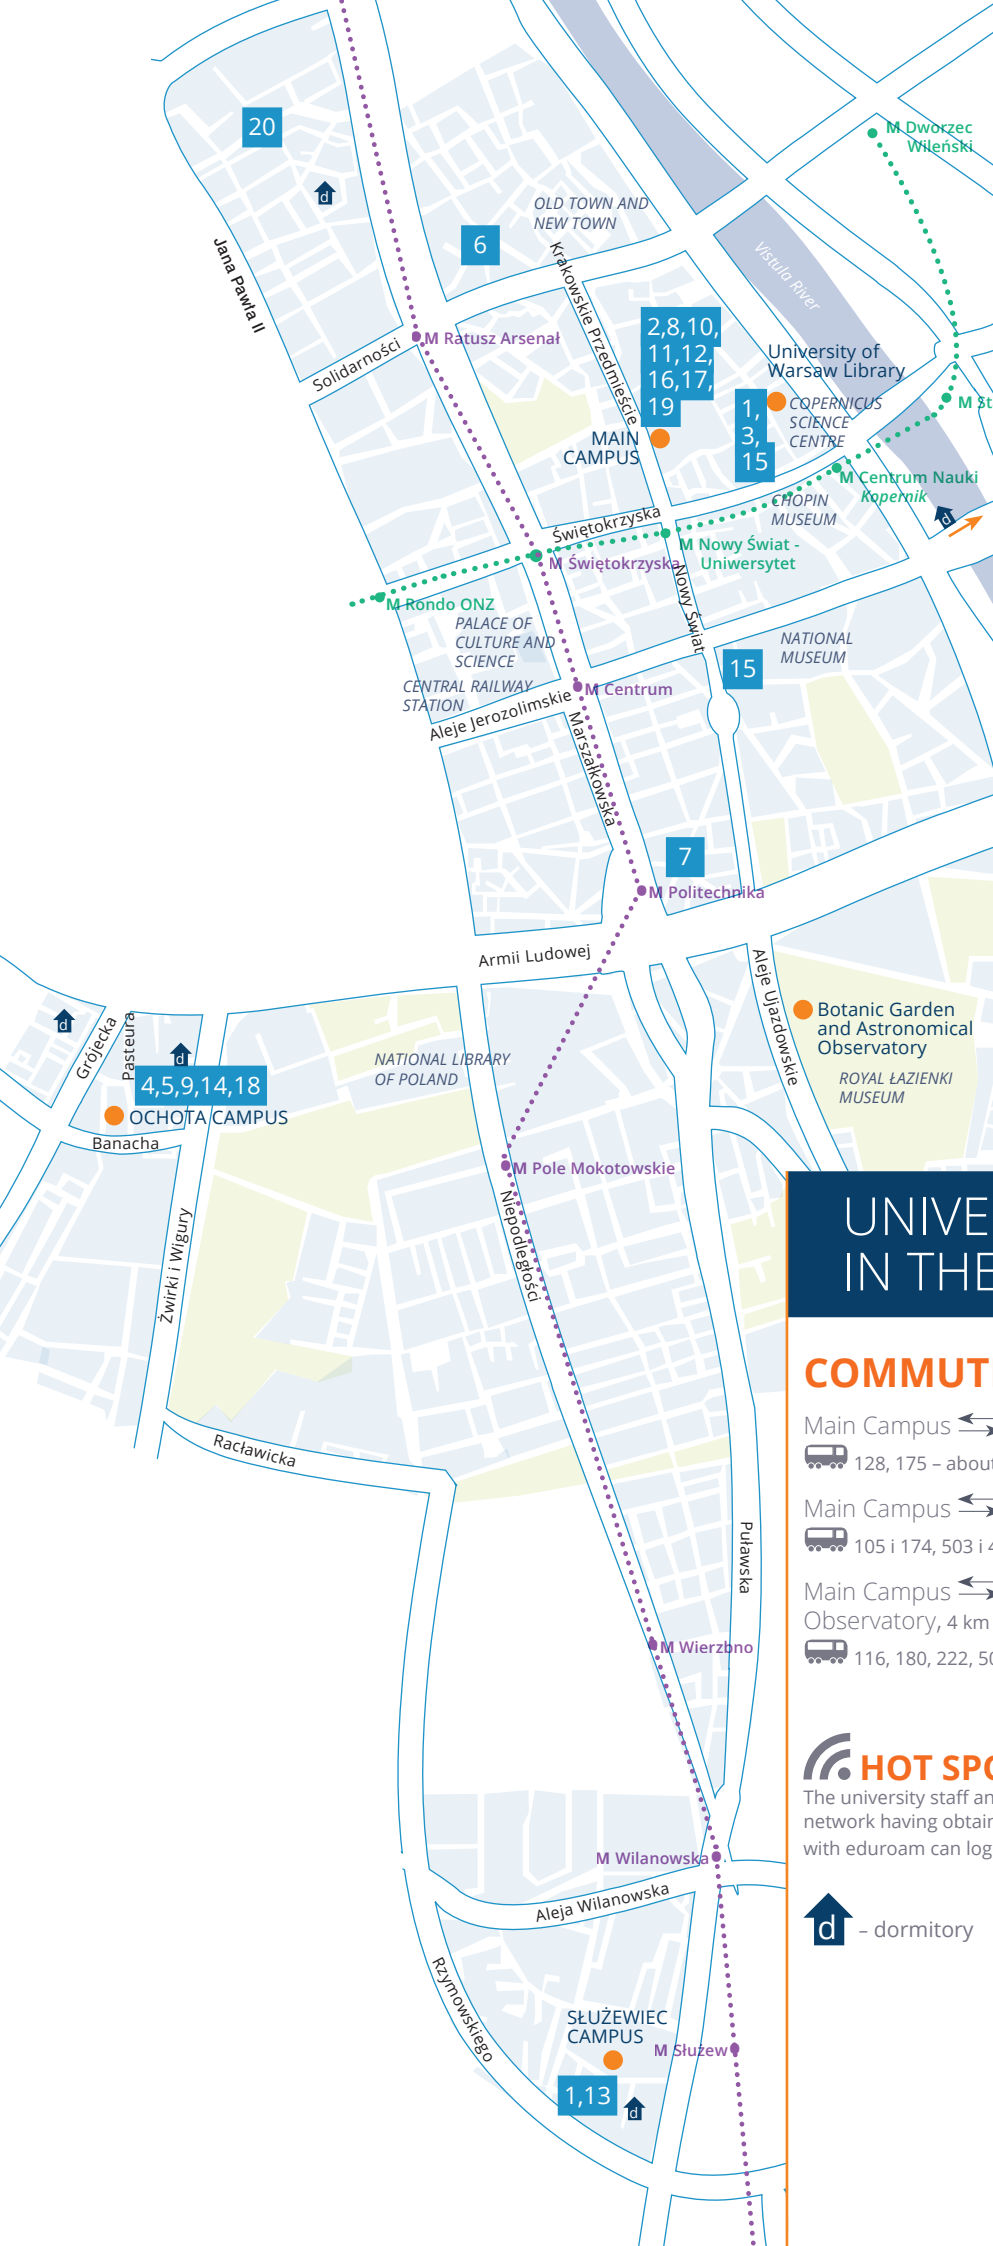 M Dworzec
Wileński
20
d
OLD TOWN AND
NEW TOWN
6
Jana Pawła II
Krakowskie Przedmieście
Vistula River
2,8,10,
11,12,
16,17,
19
M Ratusz Arsenał
Solidarności
University of
Warsaw Library
1,
3,
15
COPERNICUS
SCIENCE
CENTRE
M St
MAIN
CAMPUS
M Centrum Nauki
Kopernik
CHOPIN
MUSEUM
d
Świętokrzyska
M Nowy Świat -
Uniwersytet
M Świętokrzyska
Nowy Świat
M Rondo ONZ
PALACE OF
CULTURE AND
SCIENCE
NATIONAL
MUSEUM
15
CENTRAL RAILWAY
STATION
M Centrum
Aleje Jerozolimskie
Marszałkowska
7
M Politechnika
Armii Ludowej
Aleje Ujazdowskie
Botanic Garden
and Astronomical
Observatory
ROYAL ŁAZIENKI
MUSEUM
d
Grójecka
Pasteura
d
4,5,9,14,18
OCHOTA CAMPUS
Banacha
NATIONAL LIBRARY
OF POLAND
M Pole Mokotowskie
Niepodległości
Żwirki i Wigury
UNIVE
IN THE
COMMUT
Main Campus
128, 175 – about
Main Campus
105 i 174, 503 i 4
Main Campus
Observatory, 4 km
116, 180, 222, 50
Racławicka
Puławska
M Wierzbno
HOT SPO
The university staff an
network having obtain
with eduroam can log
M Wilanowska
Aleja Wilanowska
d – dormitory
Rzymowskiego
SŁUŻEWIEC
CAMPUS
M Służew
1,13
d